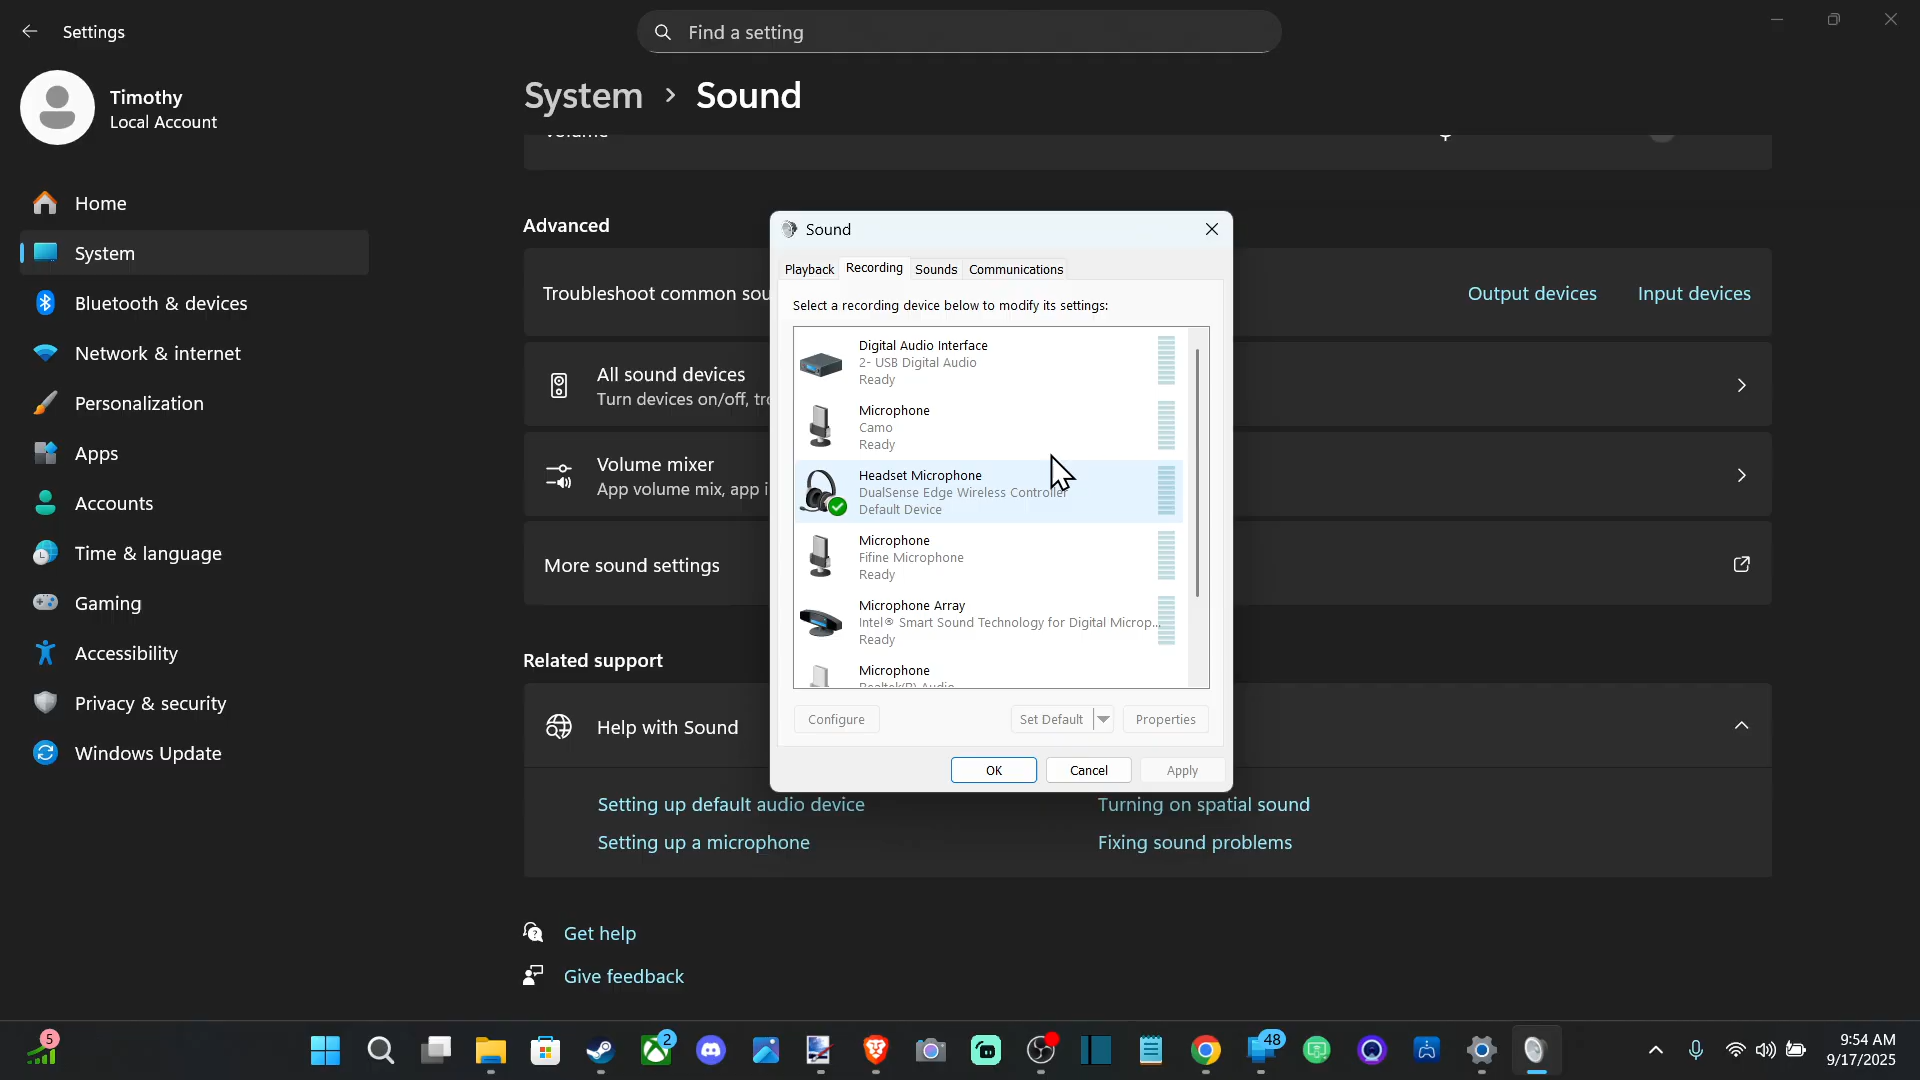 Settings
Find a setting
Timothy
Local Account
Home
System
Bluetooth & devices
Network & internet
Personalization
Apps
Accounts
Time & language
Gaming
Accessibility
Privacy & security
Windows Update
System > Sound
Advanced
Troubleshoot common sou
Output devices
Input devices
All sound devices
Turn devices on/off, tro
Volume mixer
App volume mix, app i
More sound settings
Related support
Help with Sound
Setting up default audio device
Turning on spatial sound
Setting up a microphone
Fixing sound problems
Get help
Give feedback
Sound
Playback
Recording
Sounds
Communications
Select a recording device below to modify its settings:
Digital Audio Interface
2- USB Digital Audio
Ready
Microphone
Camo
Ready
Headset Microphone
DualSense Edge Wireless Controller
Default Device
Microphone
Fifine Microphone
Ready
Microphone Array
Intel® Smart Sound Technology for Digital Microp...
Ready
Microphone
Realtek(R) Audio
Configure
Set Default
Properties
OK
Cancel
Apply
5
2
48
9:54 AM
9/17/2025